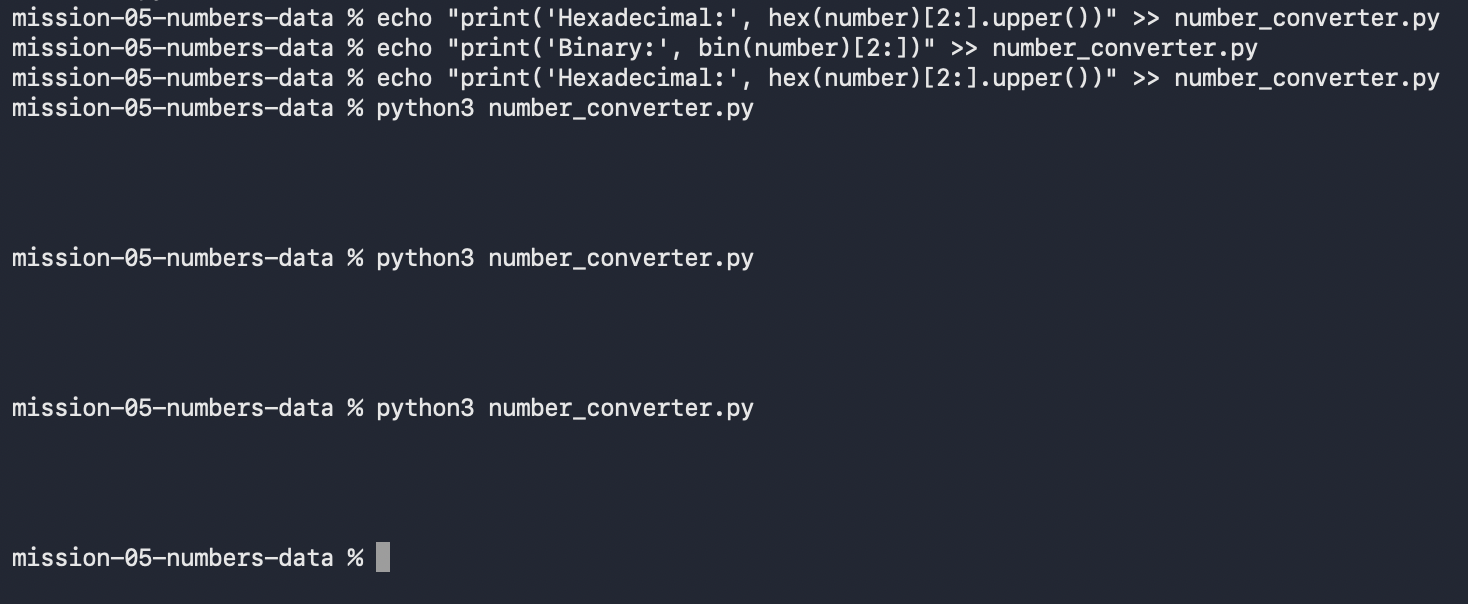 mission-05-numbers-data % echo "print('Hexadecimal:', hex(number)[2:].upper())" >> number_converter.py
mission-05-numbers-data % echo "print('Binary:', bin(number)[2:])" >> number_converter.py
mission-05-numbers-data % echo "print('Hexadecimal:', hex(number)[2:].upper())" >> number_converter.py
mission-05-numbers-data % python3 number_converter.py
mission-05-numbers-data % python3 number_converter.py
mission-05-numbers-data % python3 number_converter.py
mission-05-numbers-data %